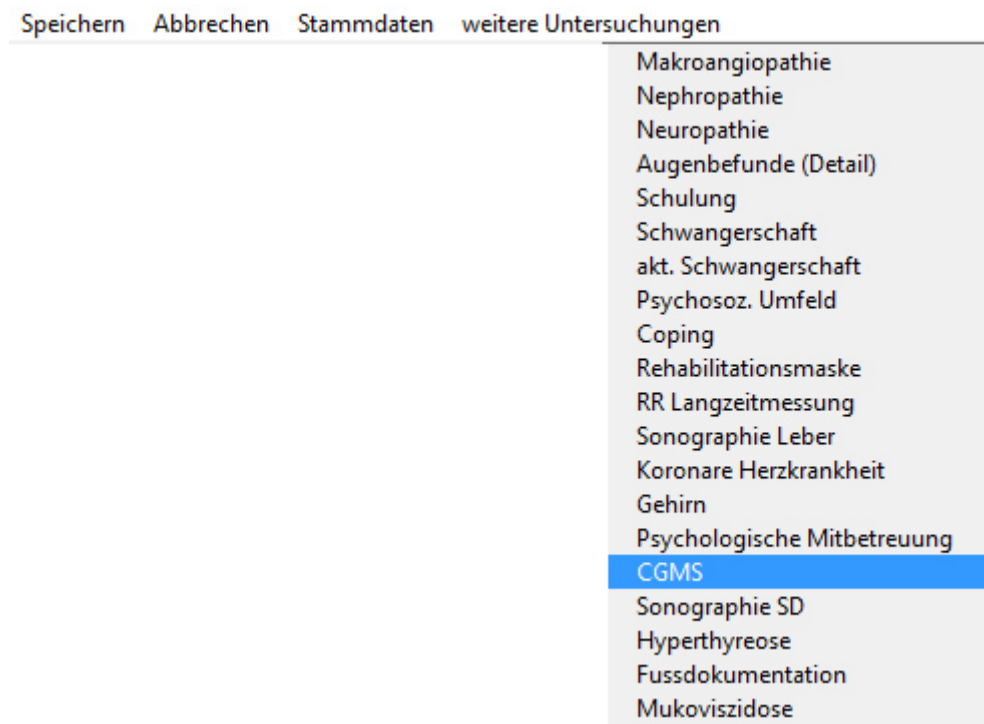 Speichern Abbrechen Stammdaten weitere Untersuchungen
Makroangiopathie
Nephropathie
Neuropathie
Augenbefunde (Detail)
Schulung
Schwangerschaft
akt. Schwangerschaft
Psychosoz. Umfeld
Coping
Rehabilitationsmaske
RR Langzeitmessung
Sonographie Leber
Koronare Herzkrankheit
Gehirn
Psychologische Mitbetreuung
CGMS
Sonographie SD
Hyperthyreose
Fussdokumentation
Mukoviszidose